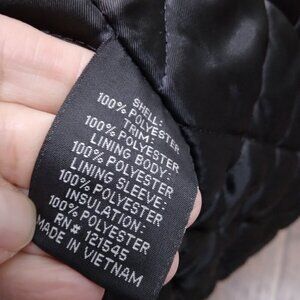 SHELL:
100% POLYESTER
TRIM:
100% POLYESTER
LINING BODY:
100% POLYESTER
LINING SLEEVE:
100% POLYESTER
INSULATION:
100% POLYESTER
RN# 121545
MADE IN VIETNAM